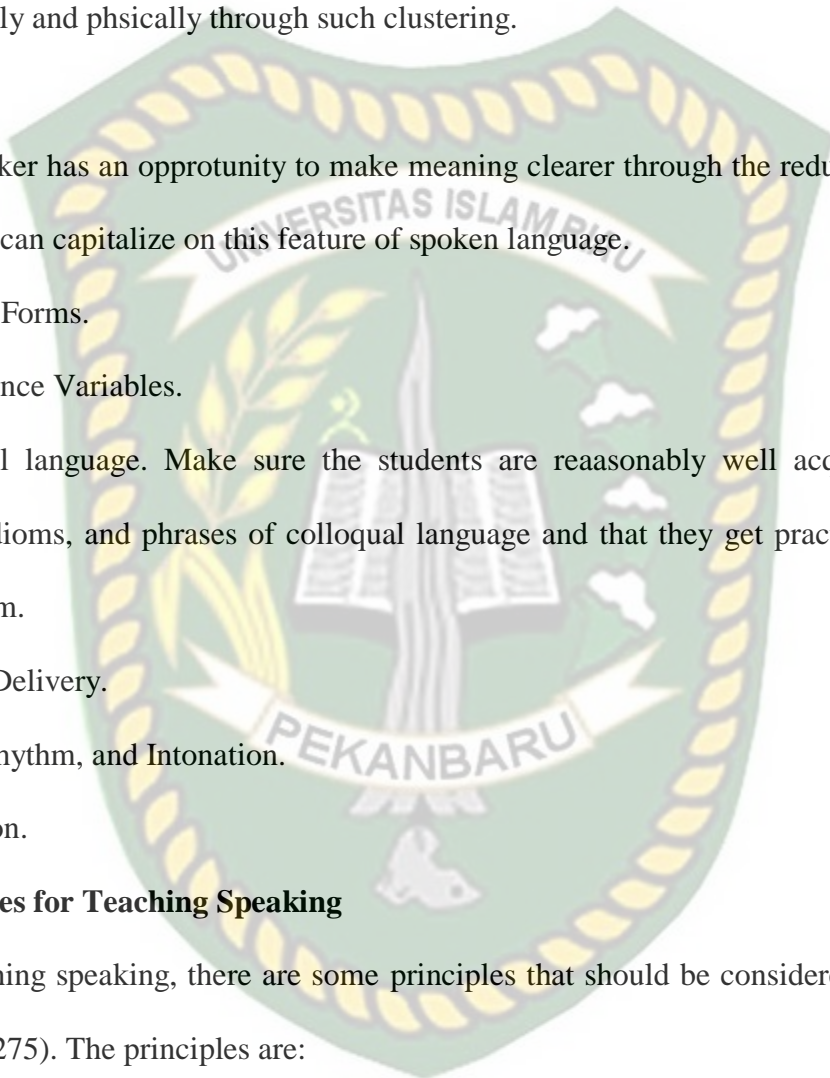 ly and phsically through such clustering.
ker has an opprotunity to make meaning clearer through the redu
can capitalize on this feature of spoken language.
Forms.
nce Variables.
l language. Make sure the students are reaasonably well acq
dioms, and phrases of colloqual language and that they get prac
m.
Delivery.
hythm, and Intonation.
on.
es for Teaching Speaking
ning speaking, there are some principles that should be considere
275). The principles are:
UNIVERSITAS ISLAM RIAU
PEKANBARU